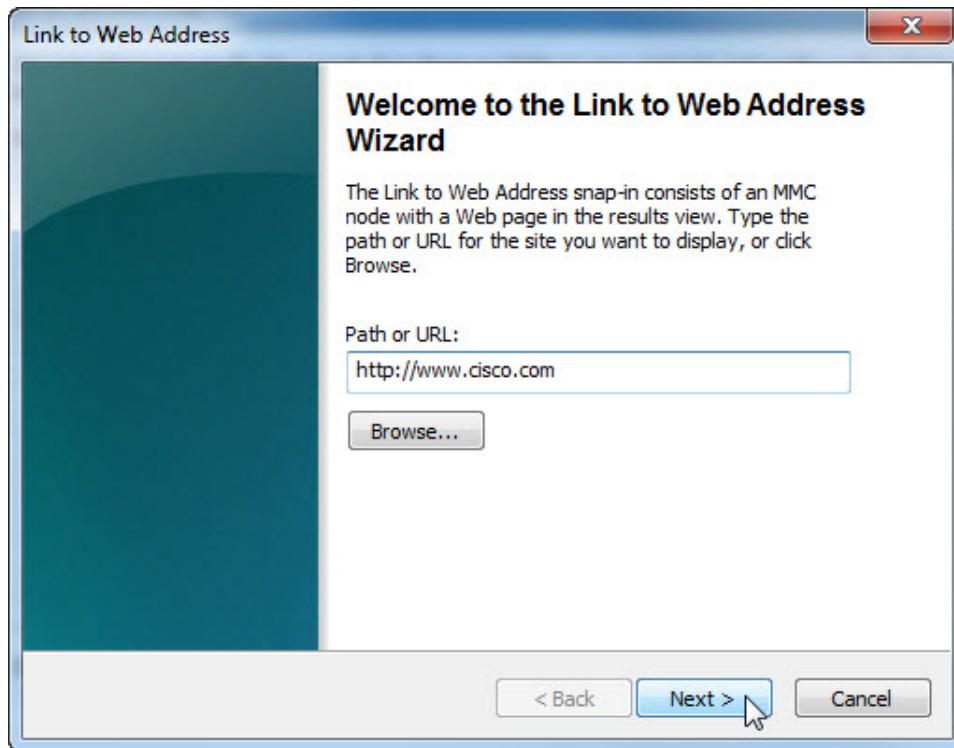 Link to Web Address
Welcome to the Link to Web Address
Wizard
The Link to Web Address snap-in consists of an MMC
node with a Web page in the results view. Type the
path or URL for the site you want to display, or click
Browse.
Path or URL:
http://www.cisco.com
Browse...
< Back
Next >
Cancel